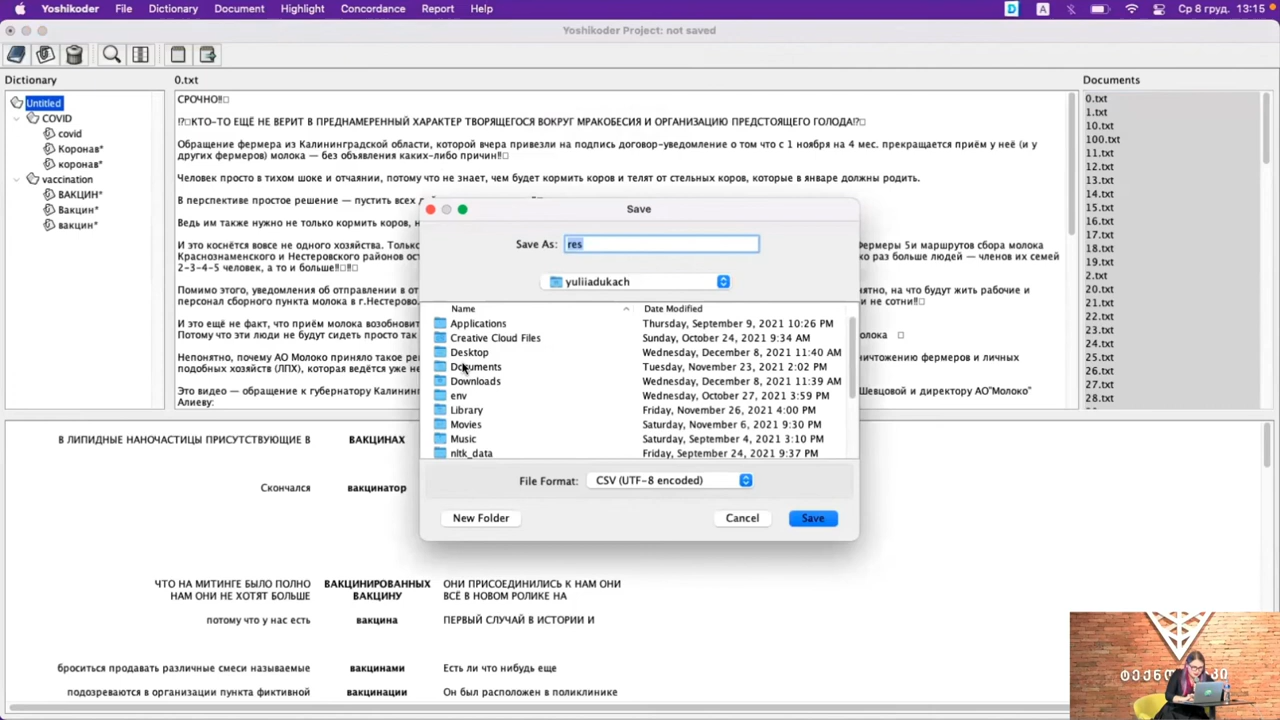 Yoshikoder File Dictionary Document Highlight Concordance Report Help D A Ср 8 груд. 13:15
Yoshikoder Project: not saved
Dictionary
0.txt
Documents
Untitled
COVID
covid
Коронав*
коронав*
vaccination
ВАКЦИН*
Вакцин*
вакцин*
СРОЧНО‼
⁉КТО-ТО ЕЩЁ НЕ ВЕРИТ В ПРЕДНАМЕРЕННЫЙ ХАРАКТЕР ТВОРЯЩЕГОСЯ ВОКРУГ МРАКОБЕСИЯ И ОРГАНИЗАЦИЮ ПРЕДСТОЯЩЕГО ГОЛОДА⁉
Обращение фермера из Калининградской области, которой вчера привезли на подпись договор-уведомление о том что с 1 ноября на 4 мес. прекращается приём у неё (и у
других фермеров) молока — без объявления каких-либо причин‼
Человек просто в тихом шоке и отчаянии, потому что не знает, чем будет кормить коров и телят от стельных коров, которые в январе должны родить.
В перспективе простое решение — пустить всех
Ведь им также нужно не только кормить коров,
И это коснётся вовсе не одного хозяйства. Только
Фермеры 5и маршрутов сбора молока
Краснознаменского и Нестеровского районов
ко раз больше людей — членов их семей
2-3-4-5 человек, а то и больше‼‼
Помимо этого, уведомления об отправлении в
на, что будут жить рабочие и
персонал сборного пункта молока в г.Нестерово.
и не сотни‼
И это ещё не факт, что приём молока
Потому что эти люди не будут сидеть просто так
молока
Непонятно, почему АО Молоко приняло такое
ничтожению фермеров и личных
подобных хозяйств (ЛПХ), которая ведётся уже
Это видео — обращение к губернатору
Шевцовой и директору АО"Молоко"
Алиеву:
0.txt
1.txt
10.txt
100.txt
11.txt
12.txt
13.txt
14.txt
15.txt
16.txt
17.txt
18.txt
19.txt
2.txt
20.txt
21.txt
22.txt
23.txt
24.txt
25.txt
26.txt
27.txt
28.txt
Save
Save As: res
yuliiadukach
Name Date Modified
Applications Thursday, September 9, 2021 10:26 PM
Creative Cloud Files Sunday, October 24, 2021 9:34 AM
Desktop Wednesday, December 8, 2021 11:40 AM
Documents Tuesday, November 23, 2021 2:02 PM
Downloads Wednesday, December 8, 2021 11:39 AM
env Wednesday, October 27, 2021 3:59 PM
Library Friday, November 26, 2021 4:00 PM
Movies Saturday, November 6, 2021 9:30 PM
Music Saturday, September 4, 2021 3:10 PM
nltk_data Friday, September 24, 2021 9:37 PM
File Format: CSV (UTF-8 encoded)
New Folder Cancel Save
В ЛИПИДНЫЕ НАНОЧАСТИЦЫ ПРИСУТСТВУЮЩИЕ В ВАКЦИНАХ
Скончался вакцинатор
ЧТО НА МИТИНГЕ БЫЛО ПОЛНО ВАКЦИНИРОВАННЫХ ОНИ ПРИСОЕДИНИЛИСЬ К НАМ ОНИ
НАМ ОНИ НЕ ХОТЯТ БОЛЬШЕ ВАКЦИНУ ВСЁ В НОВОМ РОЛИКЕ НА
потому что у нас есть вакцина ПЕРВЫЙ СЛУЧАЙ В ИСТОРИИ И
броситься продавать различные смеси называемые вакцинами Есть ли что нибудь еще
подозреваются в организации пункта фиктивной вакцинации Он был расположен в поликлинике